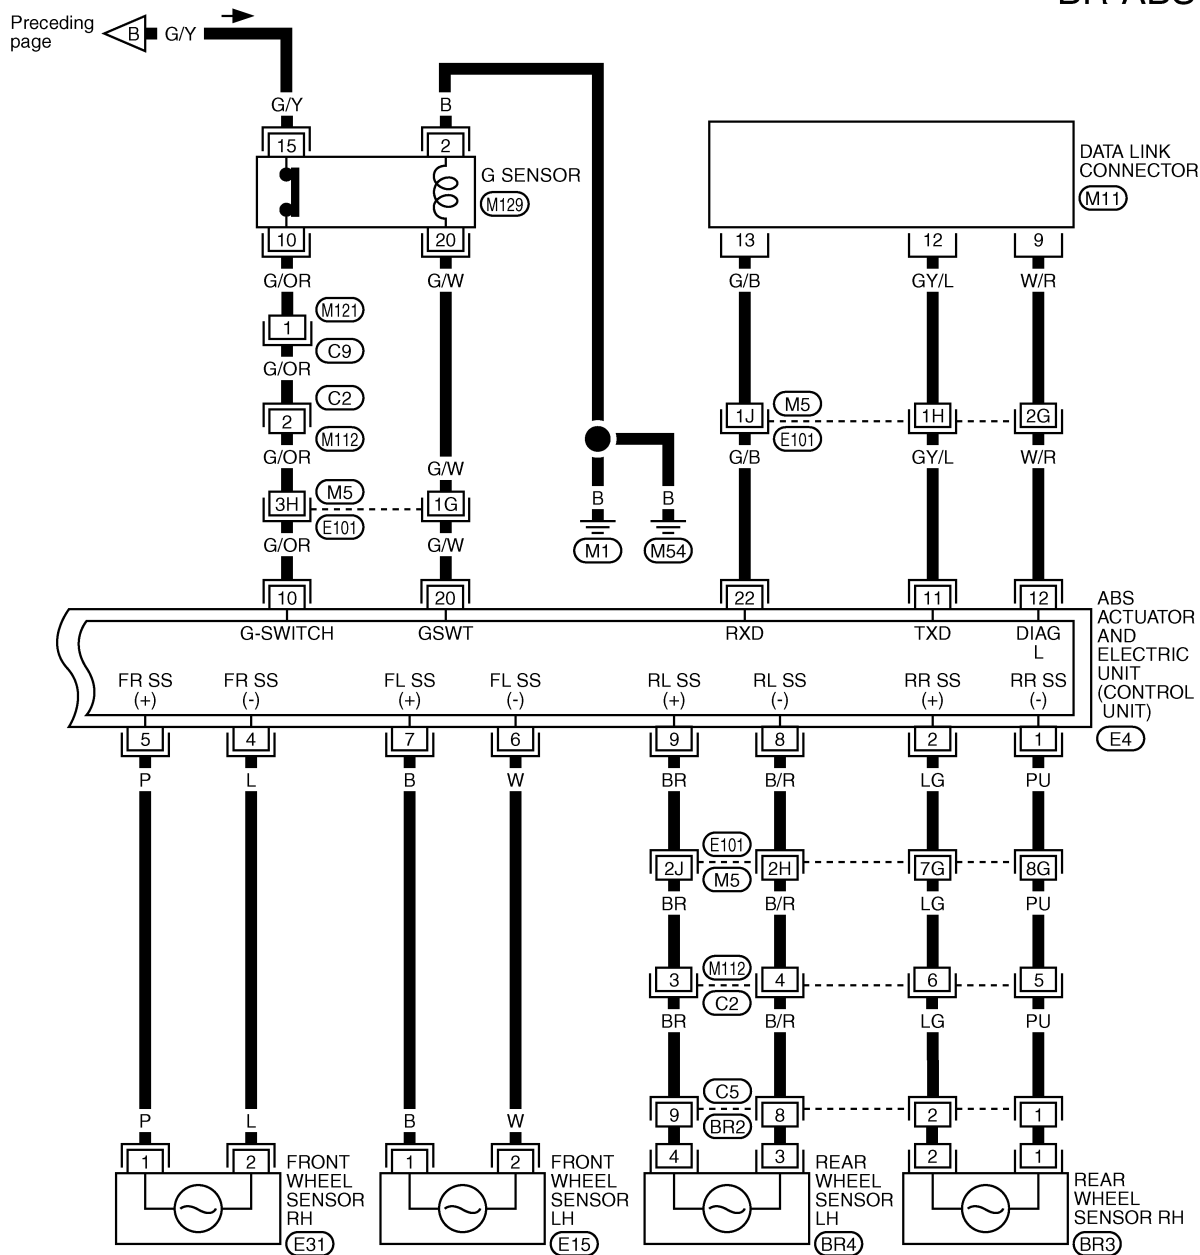 BR-ABS
Preceding
page
B
G/Y
G/Y
B
15
2
G SENSOR
M129
DATA LINK
CONNECTOR
M11
10
20
13
12
9
G/OR
G/W
G/B
GY/L
W/R
1
M121
C9
G/OR
2
C2
M112
G/OR
G/W
1J
M5
E101
1H
2G
G/B
GY/L
W/R
3H
M5
E101
1G
G/OR
G/W
B
B
M1
M54
10
20
22
11
12
G-SWITCH
GSWT
RXD
TXD
DIAG
L
ABS
ACTUATOR
AND
ELECTRIC
UNIT
(CONTROL
UNIT)
E4
FR SS
(+)
FR SS
(-)
FL SS
(+)
FL SS
(-)
RL SS
(+)
RL SS
(-)
RR SS
(+)
RR SS
(-)
5
4
7
6
9
8
2
1
P
L
B
W
BR
B/R
LG
PU
2J
E101
M5
2H
7G
8G
BR
B/R
LG
PU
3
M112
C2
4
6
5
BR
B/R
LG
PU
9
C5
BR2
8
2
1
P
L
B
W
1
2
1
2
4
3
2
1
FRONT
WHEEL
SENSOR
RH
E31
FRONT
WHEEL
SENSOR
LH
E15
REAR
WHEEL
SENSOR
LH
BR4
REAR
WHEEL
SENSOR RH
BR3